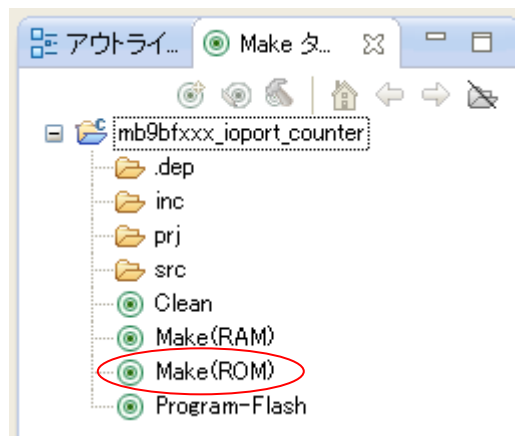 アウトライ... Make タ...
mb9bfxxx_ioport_counter
.dep
inc
prj
src
Clean
Make(RAM)
Make(ROM)
Program-Flash